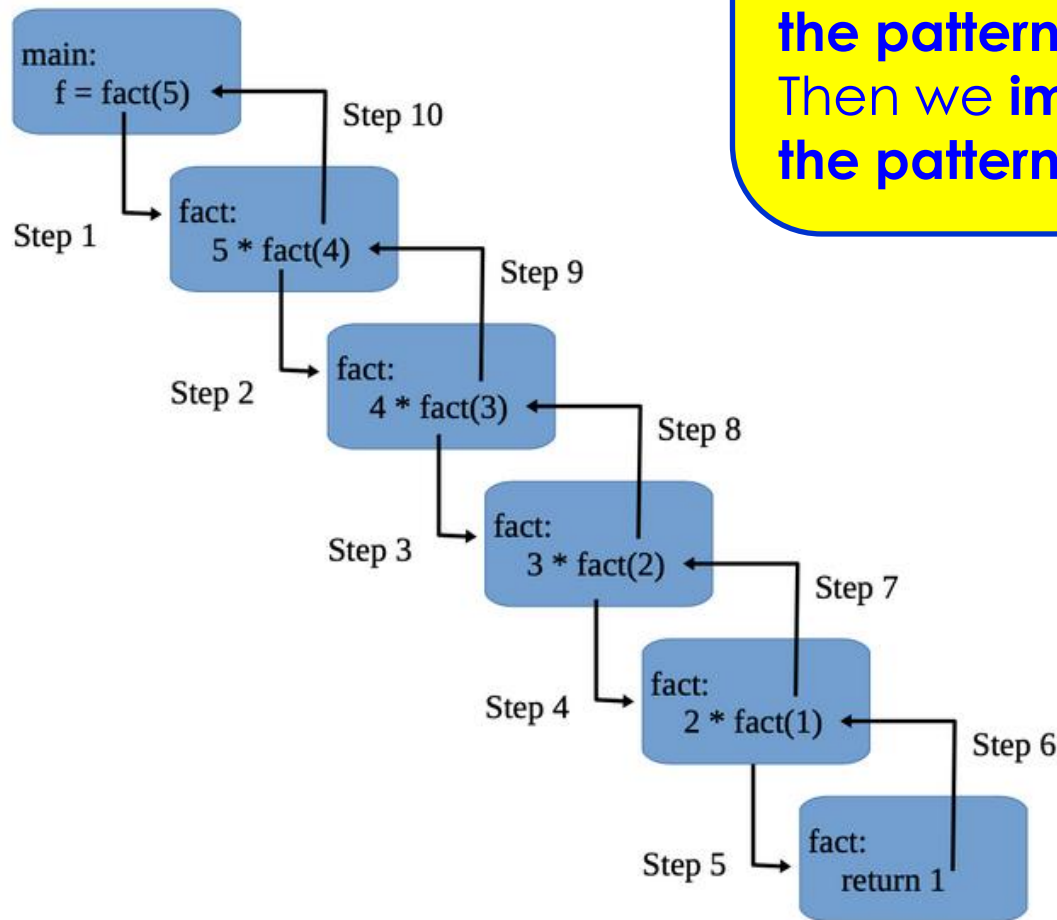 the pattern
Then we im
the pattern
main:
f = fact(5)
Step 10
Step 1
fact:
5 * fact(4)
Step 9
Step 2
fact:
4 * fact(3)
Step 8
Step 3
fact:
3 * fact(2)
Step 7
Step 4
fact:
2 * fact(1)
Step 6
Step 5
fact:
return 1